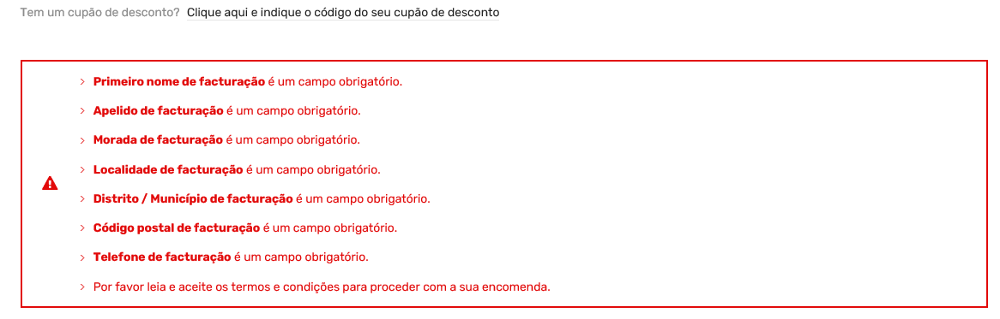 Tem um cupão de desconto? Clique aqui e indique o código do seu cupão de desconto
Primeiro nome de facturação é um campo obrigatório.
Apelido de facturação é um campo obrigatório.
Morada de facturação é um campo obrigatório.
Localidade de facturação é um campo obrigatório.
Distrito / Município de facturação é um campo obrigatório.
Código postal de facturação é um campo obrigatório.
Telefone de facturação é um campo obrigatório.
Por favor leia e aceite os termos e condições para proceder com a sua encomenda.